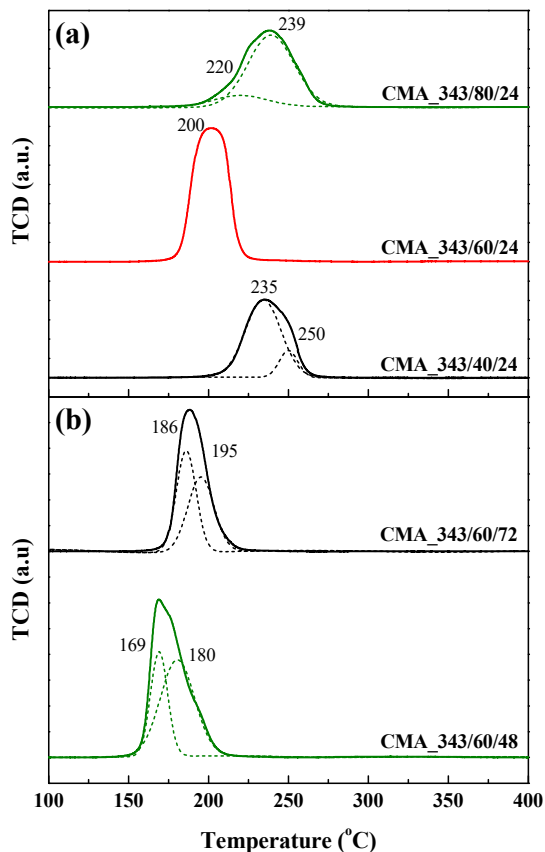 (a)
239
220
CMA_343/80/24
200
TCD (a.u.)
CMA_343/60/24
235
250
CMA_343/40/24
(b)
186
195
CMA_343/60/72
TCD (a.u)
169
180
CMA_343/60/48
100 150 200 250 300 350 400
Temperature (°C)